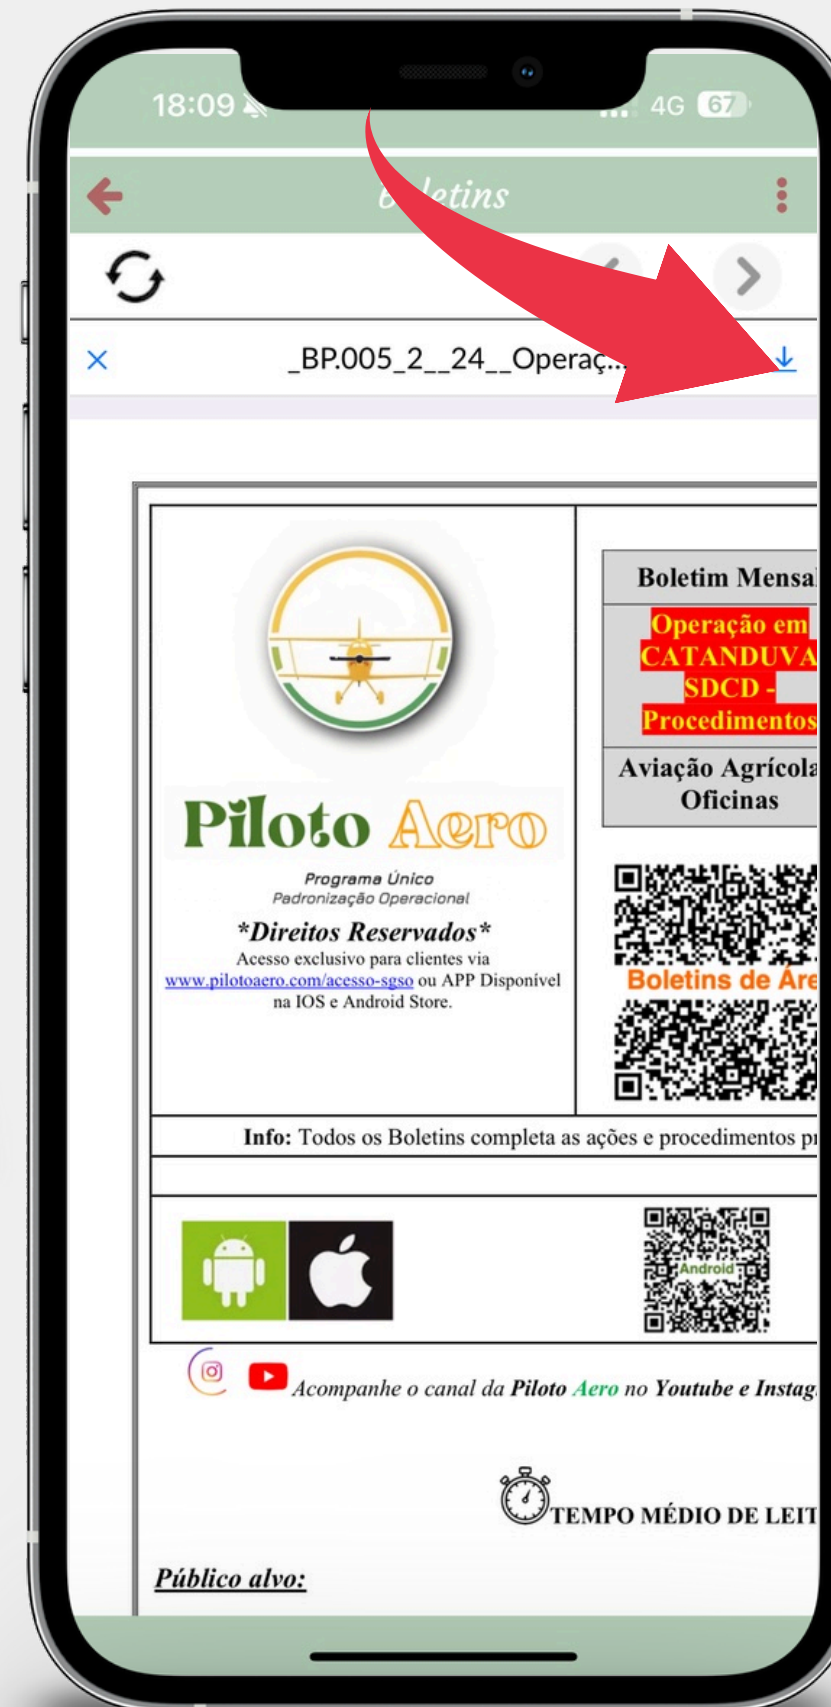 18:09
4G 67
_BP.005_2__24__Operaç...
Boletim Mensal
Operação em
CATANDUVA
SDCD -
Procedimentos
Aviação Agrícola
Oficinas
Piloto Aero
Programa Único
Padronização Operacional
*Direitos Reservados*
Acesso exclusivo para clientes via
www.pilotoaero.com/acesso-sgso ou APP Disponível
na IOS e Android Store.
Boletins de Áre
Info: Todos os Boletins completa as ações e procedimentos
Android
Acompanhe o canal da Piloto Aero no Youtube e Instag
TEMPO MÉDIO DE LEIT
Público alvo: